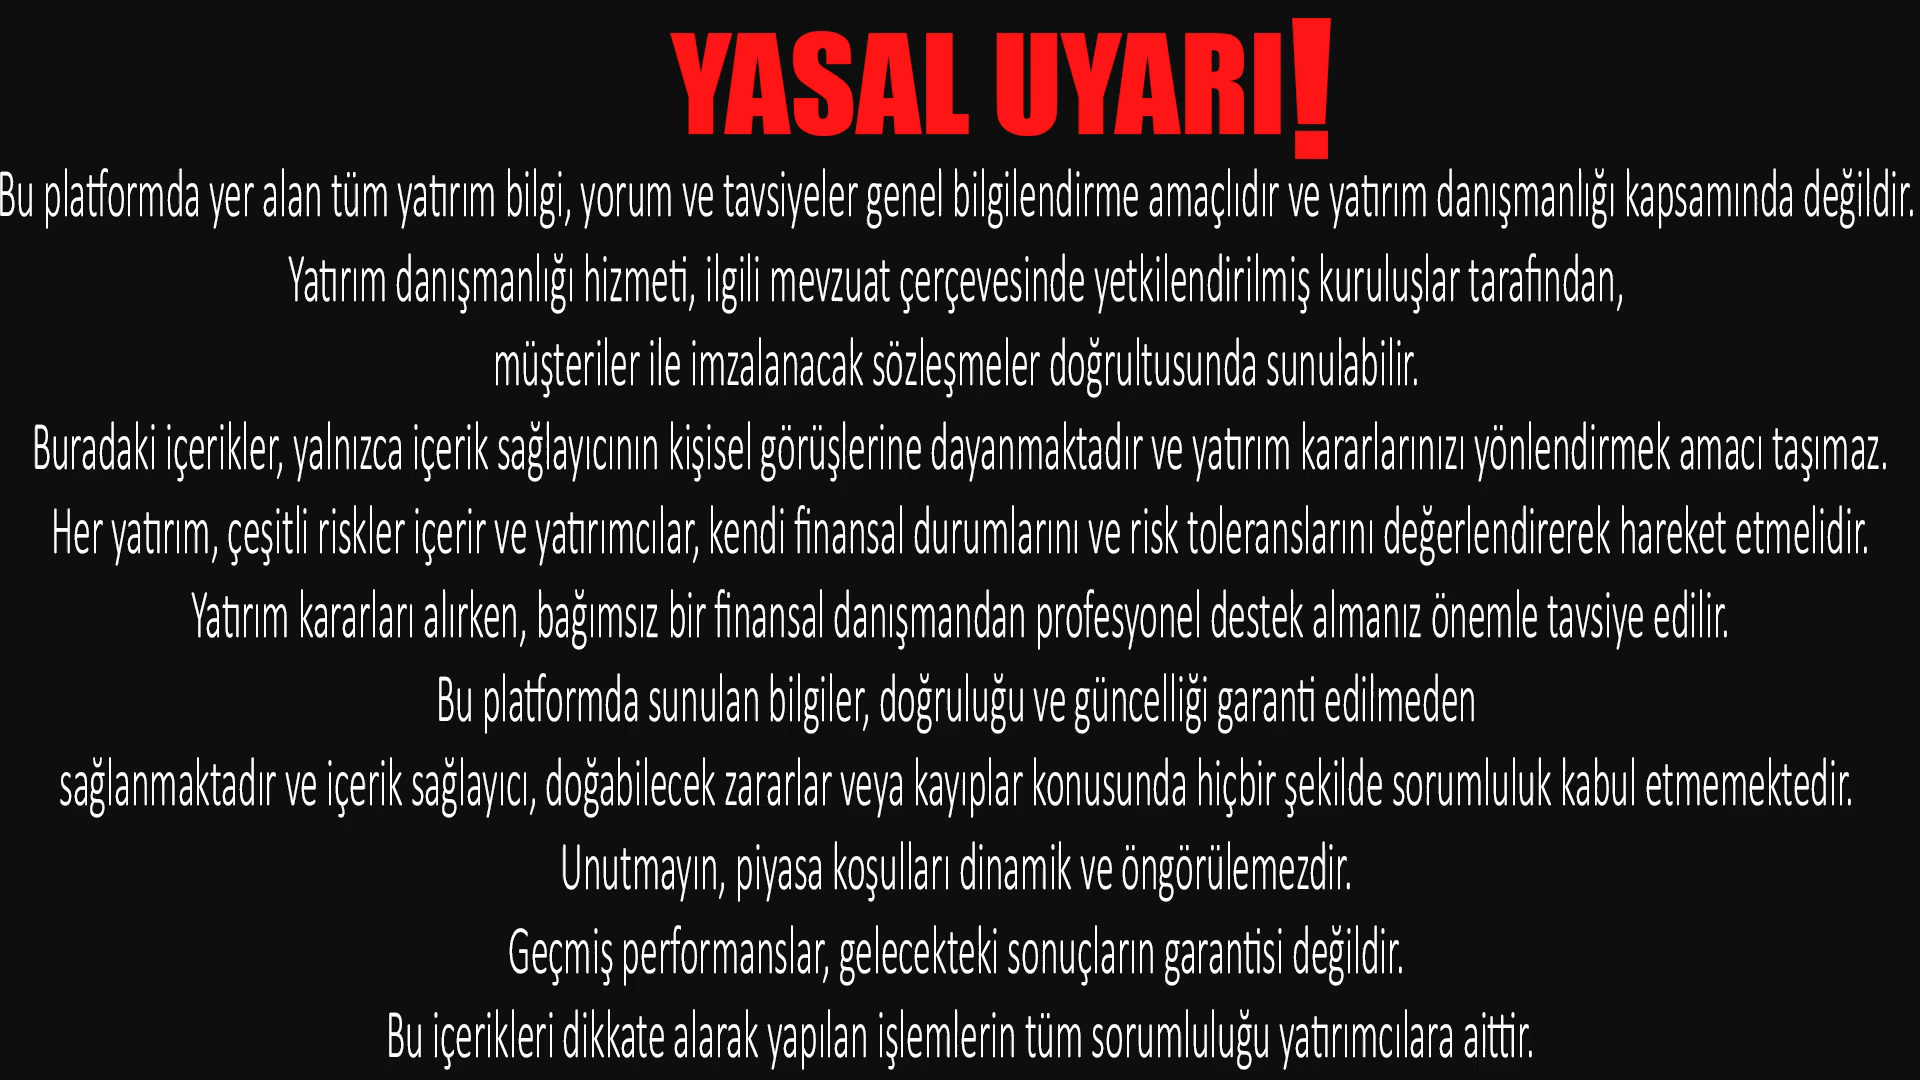 YASAL UYARI!
Bu platformda yer alan tüm yatırım bilgi, yorum ve tavsiyeler genel bilgilendirme amaçlıdır ve yatırım danışmanlığı kapsamında değildir.
Yatırım danışmanlığı hizmeti, ilgili mevzuat çerçevesinde yetkilendirilmiş kuruluşlar tarafından,
müşteriler ile imzalanacak sözleşmeler doğrultusunda sunulabilir.
Buradaki içerikler, yalnızca içerik sağlayıcının kişisel görüşlerine dayanmaktadır ve yatırım kararlarınızı yönlendirmek amacı taşımaz.
Her yatırım, çeşitli riskler içerir ve yatırımcılar, kendi finansal durumlarını ve risk toleranslarını değerlendirerek hareket etmelidir.
Yatırım kararları alırken, bağımsız bir finansal danışmandan profesyonel destek almanız önemle tavsiye edilir.
Bu platformda sunulan bilgiler, doğruluğu ve güncelliği garanti edilmeden
sağlanmaktadır ve içerik sağlayıcı, doğabilecek zararlar veya kayıplar konusunda hiçbir şekilde sorumluluk kabul etmemektedir.
Unutmayın, piyasa koşulları dinamik ve öngörülemezdir.
Geçmiş performanslar, gelecekteki sonuçların garantisi değildir.
Bu içerikleri dikkate alarak yapılan işlemlerin tüm sorumluluğu yatırımcılara aittir.